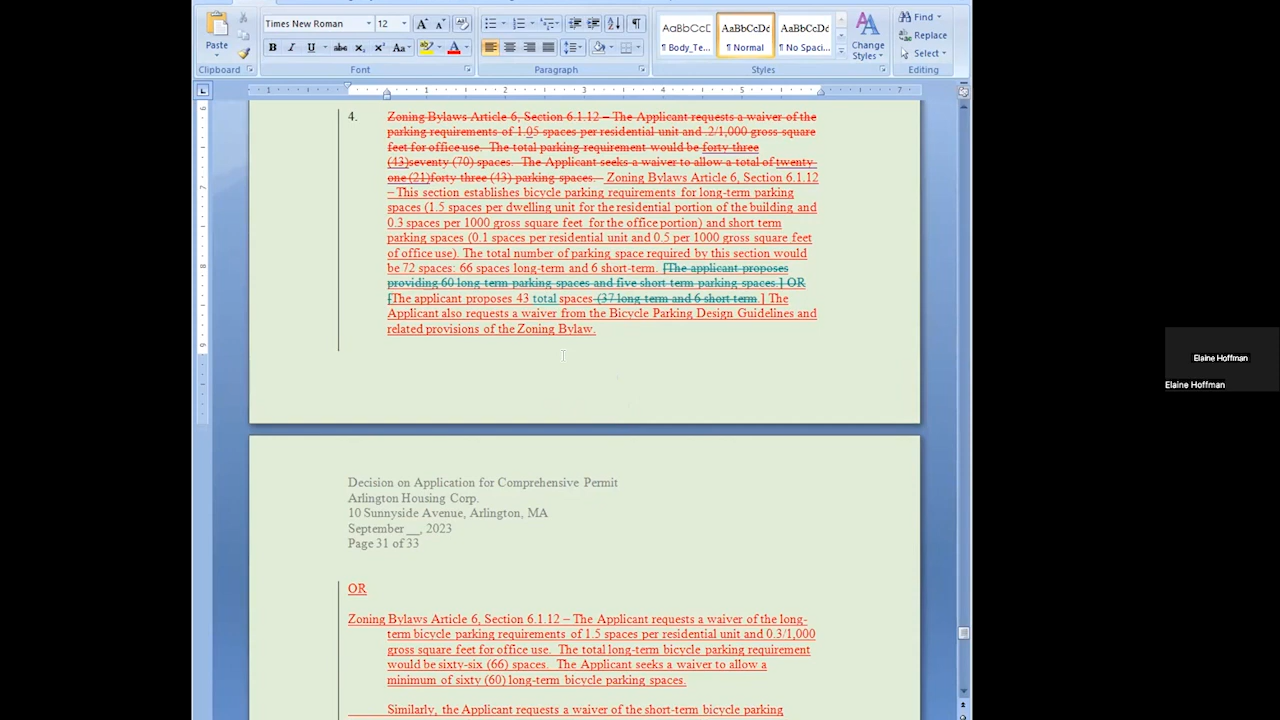 Times New Roman 12
Paste
B I U abc X₂ X² Aa
AaBbCcD AaBbCcDc AaBbCcDc
¶ Body_Te... ¶ Normal ¶ No Spaci...
Change
Styles
Find
Replace
Select
Clipboard Font Paragraph Styles Editing
1 1 2 3 4 5 7
4. Zoning Bylaws Article 6, Section 6.1.12 – The Applicant requests a waiver of the
parking requirements of 1.05 spaces per residential unit and .2/1,000 gross square
feet for office use. The total parking requirement would be forty three
(43)seventy (70) spaces. The Applicant seeks a waiver to allow a total of twenty-
one (21)forty three (43) parking spaces. Zoning Bylaws Article 6, Section 6.1.12
– This section establishes bicycle parking requirements for long-term parking
spaces (1.5 spaces per dwelling unit for the residential portion of the building and
0.3 spaces per 1000 gross square feet for the office portion) and short term
parking spaces (0.1 spaces per residential unit and 0.5 per 1000 gross square feet
of office use). The total number of parking space required by this section would
be 72 spaces: 66 spaces long-term and 6 short-term. [The applicant proposes
providing 60 long term parking spaces and five short term parking spaces.] OR
[The applicant proposes 43 total spaces (37 long term and 6 short term.] The
Applicant also requests a waiver from the Bicycle Parking Design Guidelines and
related provisions of the Zoning Bylaw.
Decision on Application for Comprehensive Permit
Arlington Housing Corp.
10 Sunnyside Avenue, Arlington, MA
September __, 2023
Page 31 of 33
OR
Zoning Bylaws Article 6, Section 6.1.12 – The Applicant requests a waiver of the long-
term bicycle parking requirements of 1.5 spaces per residential unit and 0.3/1,000
gross square feet for office use. The total long-term bicycle parking requirement
would be sixty-six (66) spaces. The Applicant seeks a waiver to allow a
minimum of sixty (60) long-term bicycle parking spaces.
Similarly, the Applicant requests a waiver of the short-term bicycle parking
Elaine Hoffman
Elaine Hoffman